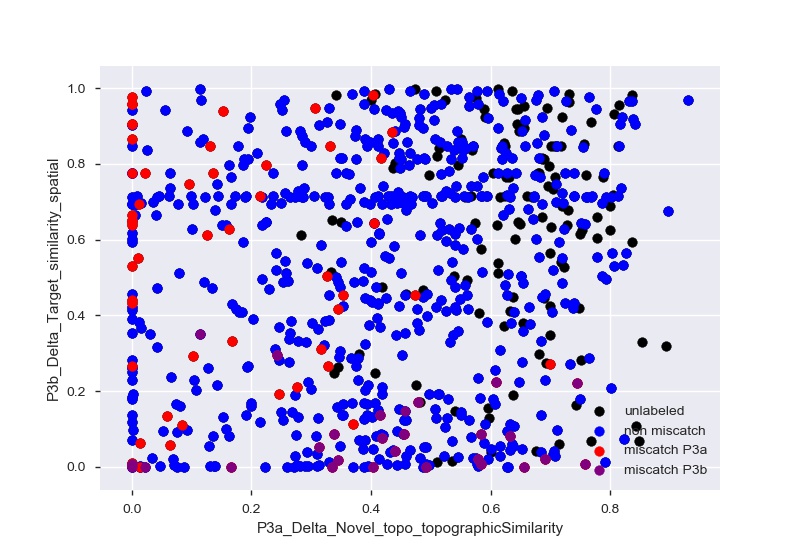 1.0
0.8
0.6
0.4
0.2
0.0
P3b_Delta_Target_similarity_spatial
unlabeled
non miscatch
miscatch P3a
miscatch P3b
0.0 0.2 0.4 0.6 0.8
P3a_Delta_Novel_topo_topographicSimilarity